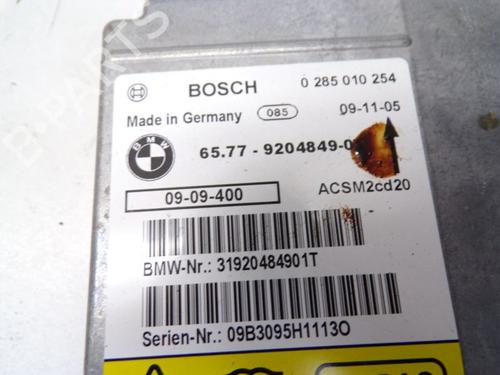 BOSCH 0 285 010 254
Made in Germany 085 09-11-05
BMW
65.77 - 9204849-0
09-09-400 ACSM2cd20
BMW-Nr.: 31920484901T
Serien-Nr.: 09B3095H1113O